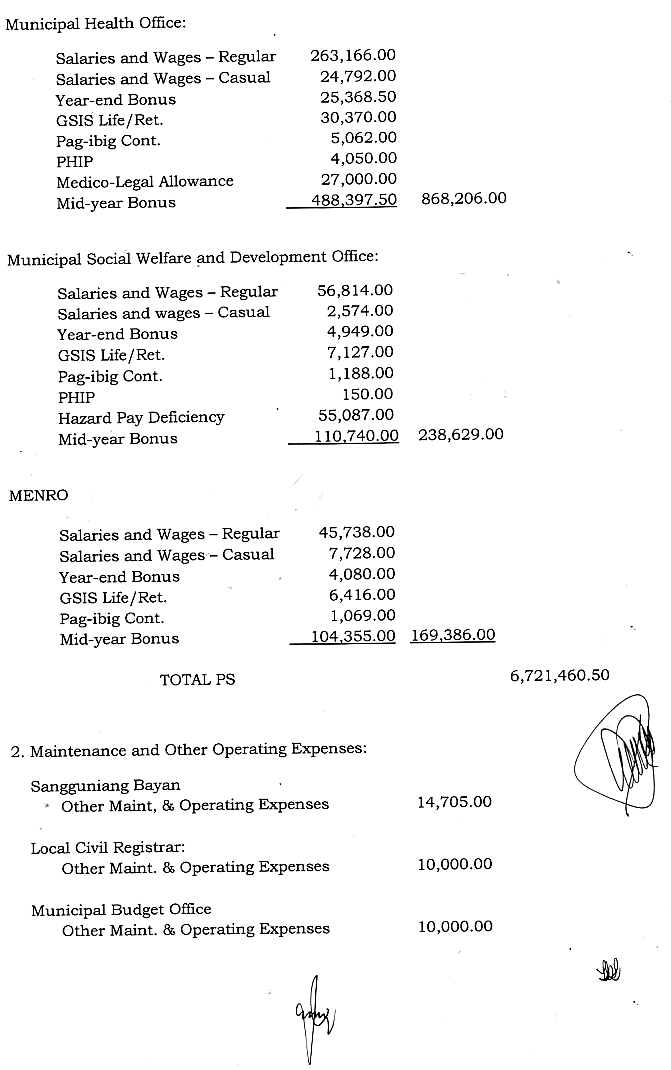 Municipal Health Office:
Salaries and Wages – Regular 263,166.00
Salaries and Wages – Casual 24,792.00
Year-end Bonus 25,368.50
GSIS Life/Ret. 30,370.00
Pag-ibig Cont. 5,062.00
PHIP 4,050.00
Medico-Legal Allowance 27,000.00
Mid-year Bonus 488,397.50 868,206.00
Municipal Social Welfare and Development Office:
Salaries and Wages – Regular 56,814.00
Salaries and wages – Casual 2,574.00
Year-end Bonus 4,949.00
GSIS Life/Ret. 7,127.00
Pag-ibig Cont. 1,188.00
PHIP 150.00
Hazard Pay Deficiency 55,087.00
Mid-year Bonus 110,740.00 238,629.00
MENRO
Salaries and Wages – Regular 45,738.00
Salaries and Wages – Casual 7,728.00
Year-end Bonus 4,080.00
GSIS Life/Ret. 6,416.00
Pag-ibig Cont. 1,069.00
Mid-year Bonus 104,355.00 169,386.00
TOTAL PS 6,721,460.50
2. Maintenance and Other Operating Expenses:
Sangguniang Bayan
Other Maint, & Operating Expenses 14,705.00
Local Civil Registrar:
Other Maint. & Operating Expenses 10,000.00
Municipal Budget Office
Other Maint. & Operating Expenses 10,000.00